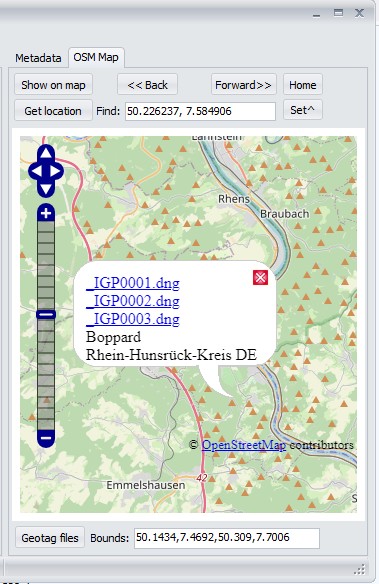 Metadata OSM Map
Show on map << Back Forward>> Home
Get location Find: 50.226237, 7.584906 Set^
Lahnstein
Rhens
Braubach
_IGP0001.dng
_IGP0002.dng
_IGP0003.dng
Boppard
Rhein-Hunsrück-Kreis DE
© OpenStreetMap contributors
42
Emmelshausen
S
Geotag files Bounds: 50.1434,7.4692,50.309,7.7006